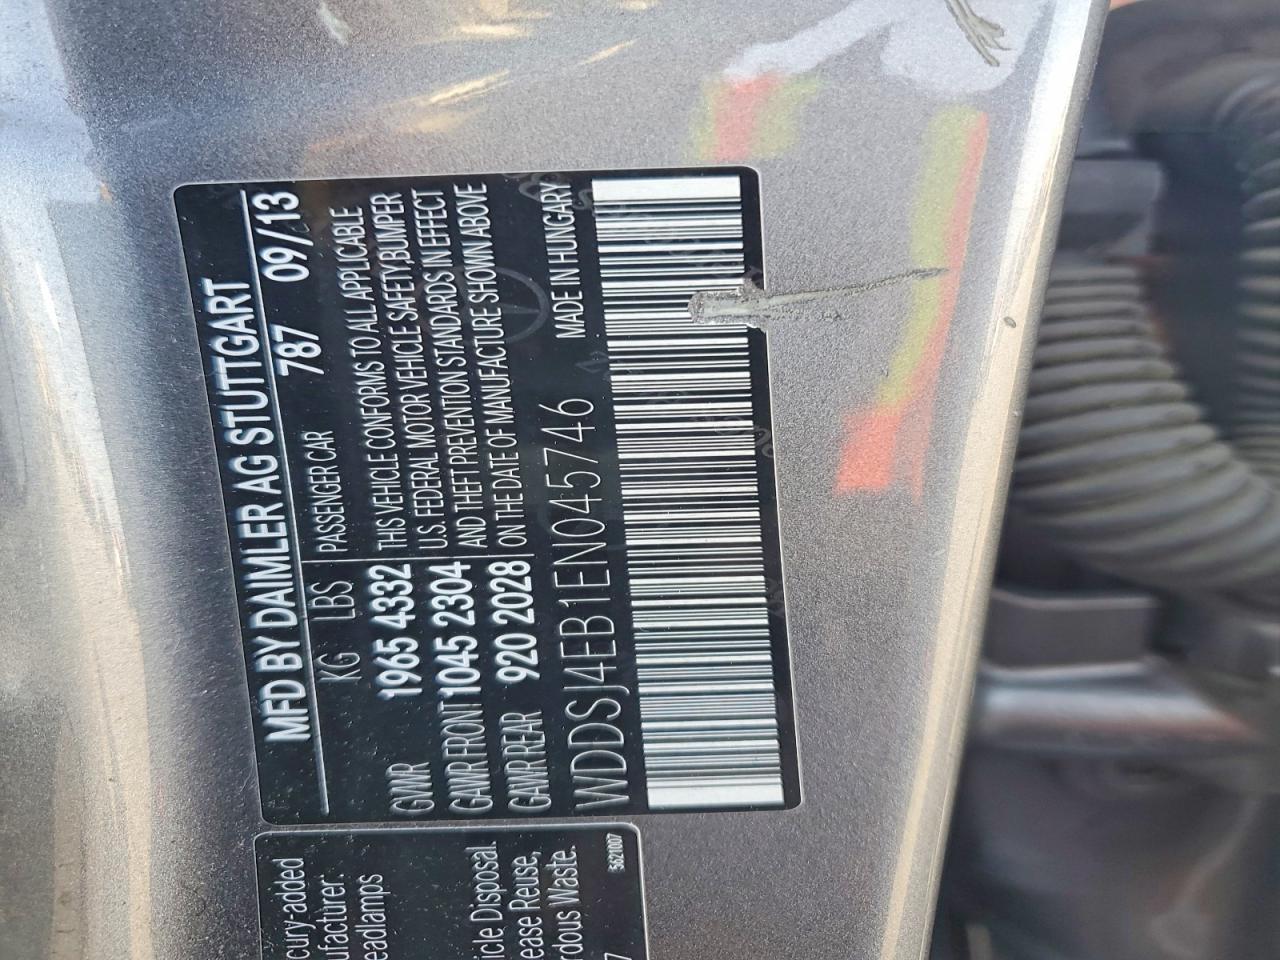 MFD BY DAIMLER AG STUTTGART
787 09/13
KG LBS PASSENGER CAR
GVWR 1965 4332
GAWR FRONT 1045 2304
GAWR REAR 920 2028
THIS VEHICLE CONFORMS TO ALL APPLICABLE
U.S. FEDERAL MOTOR VEHICLE SAFETY,BUMPER
AND THEFT PREVENTION STANDARDS IN EFFECT
ON THE DATE OF MANUFACTURE SHOWN ABOVE
WDDSJ4EB1EN045746 MADE IN HUNGARY
cury-added
ufacturer:
eadlamps
icle Disposal.
ease Reuse,
rdous Waste.
5621007
7